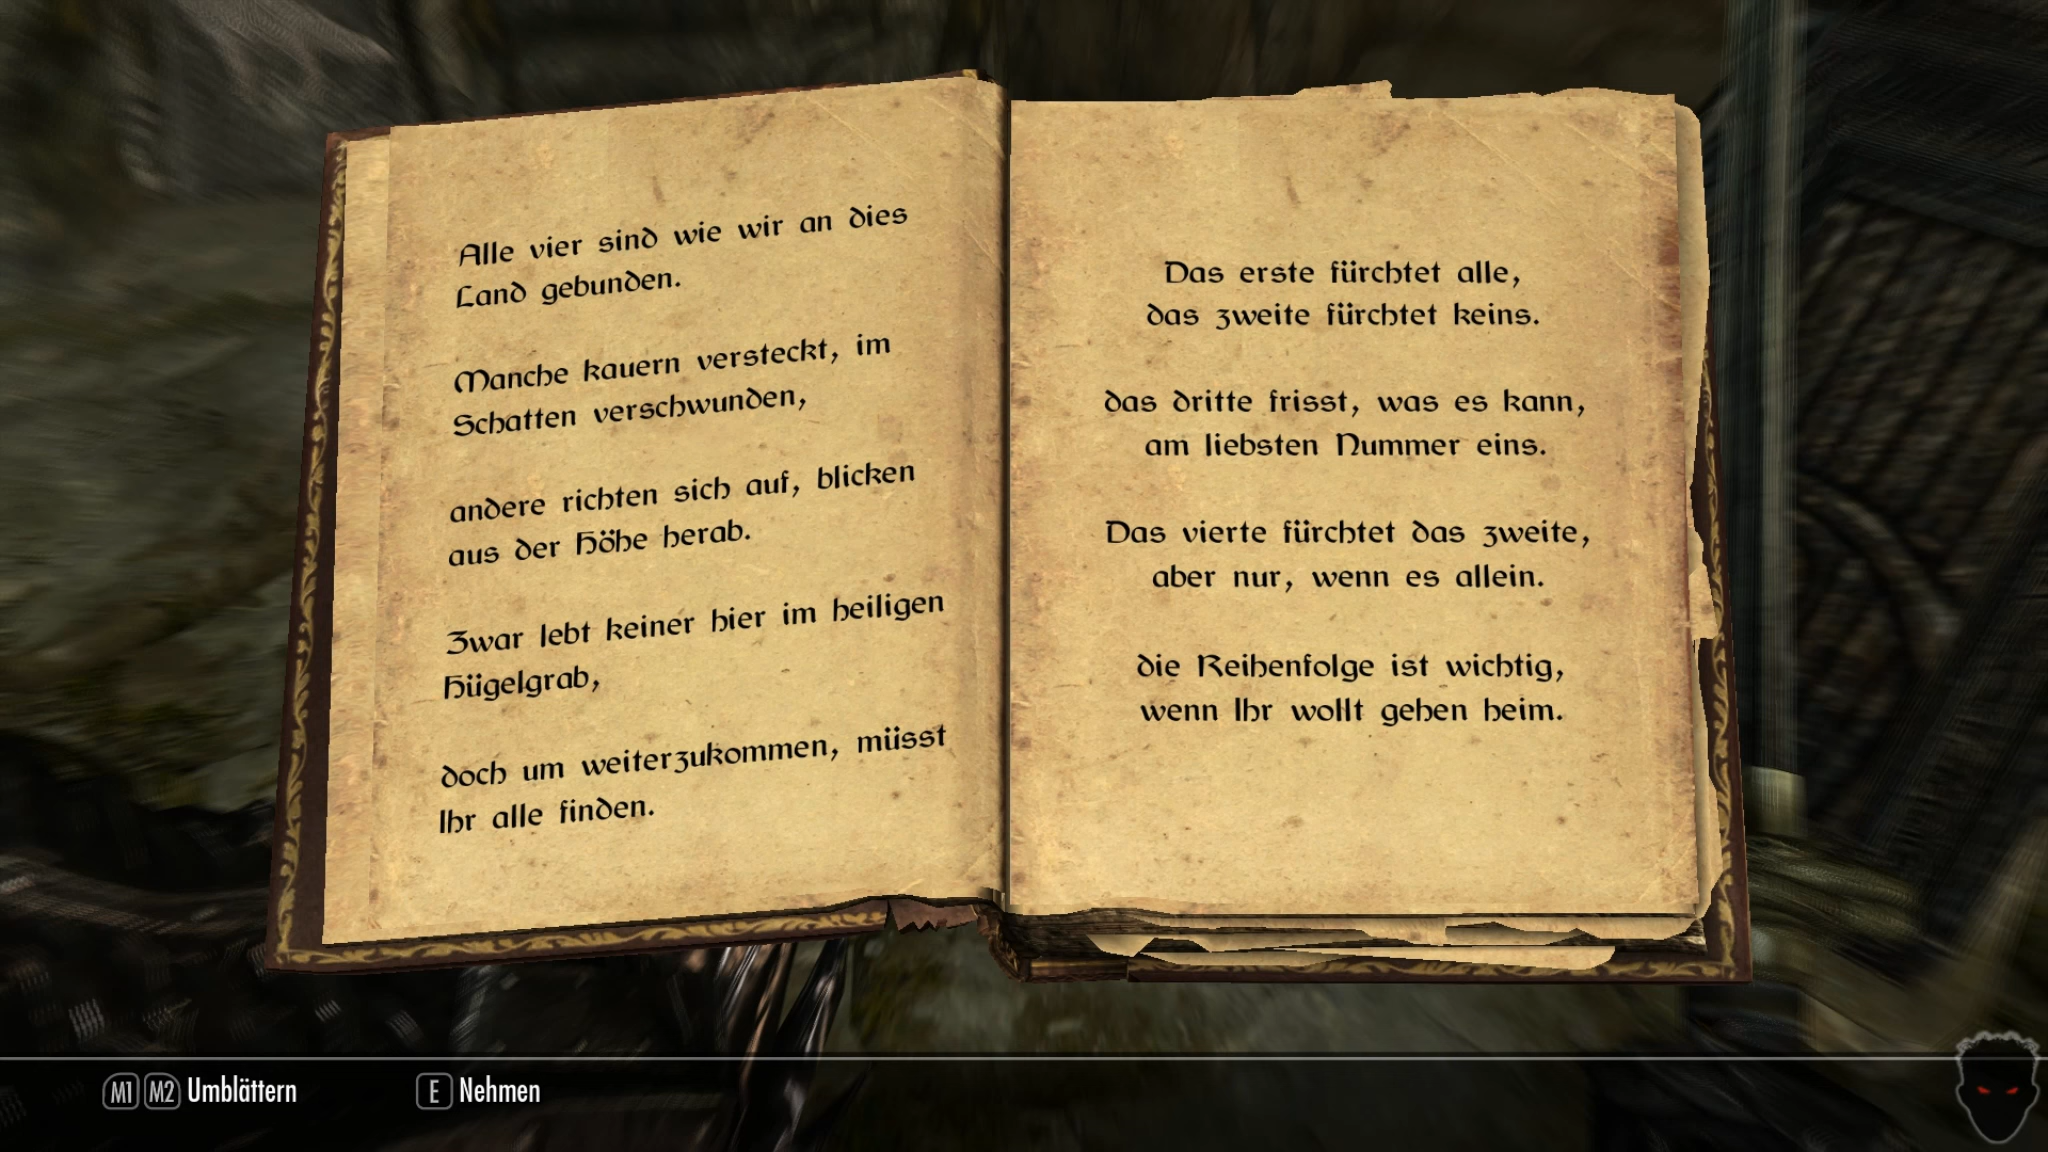 Alle vier sind wie wir an dies
Land gebunden.
Manche kauern versteckt, im
Schatten verschwunden,
andere richten sich auf, blicken
aus der Höhe herab.
Zwar lebt keiner hier im heiligen
Hügelgrab,
doch um weiterzukommen, müsst
Ihr alle finden.
Das erste fürchtet alle,
das zweite fürchtet keins.
das dritte frisst, was es kann,
am liebsten Nummer eins.
Das vierte fürchtet das zweite,
aber nur, wenn es allein.
die Reihenfolge ist wichtig,
wenn Ihr wollt gehen heim.
M1 M2 Umblättern
E Nehmen